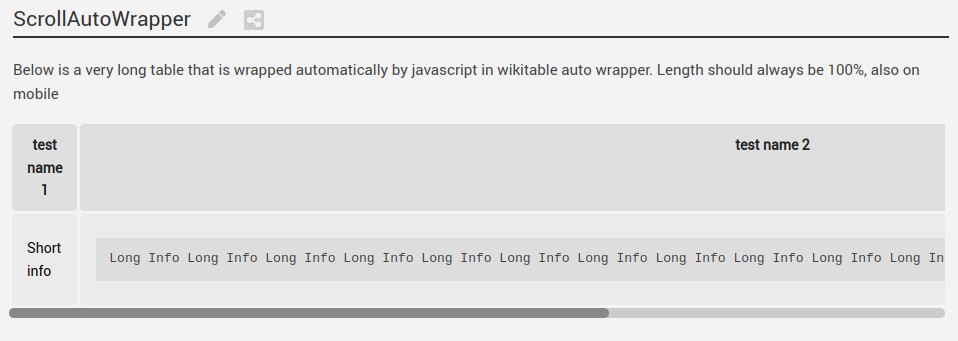 ScrollAutoWrapper
Below is a very long table that is wrapped automatically by javascript in wikitable auto wrapper. Length should always be 100%, also on
mobile
test
name
1
test name 2
Short
info
Long Info Long Info Long Info Long Info Long Info Long Info Long Info Long Info Long Info Long Info Long In